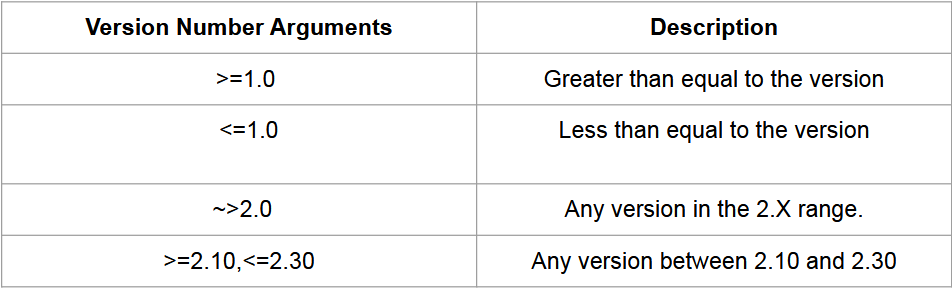 Version Number Arguments Description
>=1.0 Greater than equal to the version
<=1.0 Less than equal to the version
~>2.0 Any version in the 2.X range.
>=2.10,<=2.30 Any version between 2.10 and 2.30